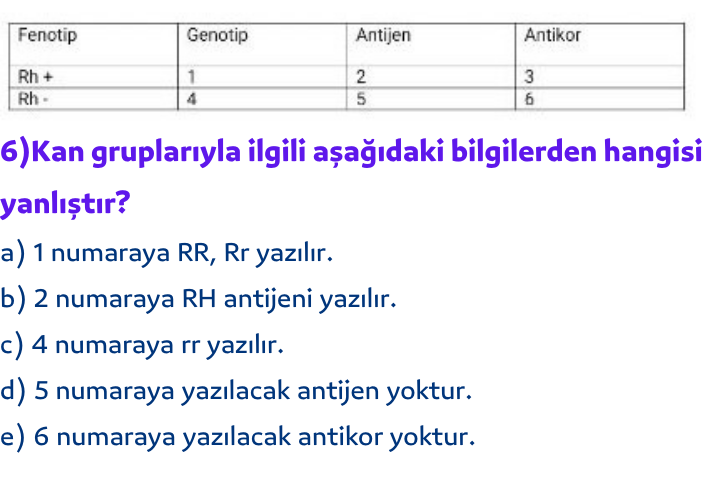 Fenotip Genotip Antijen Antikor
Rh + 1 2 3
Rh - 4 5 6
6)Kan gruplarıyla ilgili aşağıdaki bilgilerden hangisi
yanlıştır?
a) 1 numaraya RR, Rr yazılır.
b) 2 numaraya RH antijeni yazılır.
c) 4 numaraya rr yazılır.
d) 5 numaraya yazılacak antijen yoktur.
e) 6 numaraya yazılacak antikor yoktur.